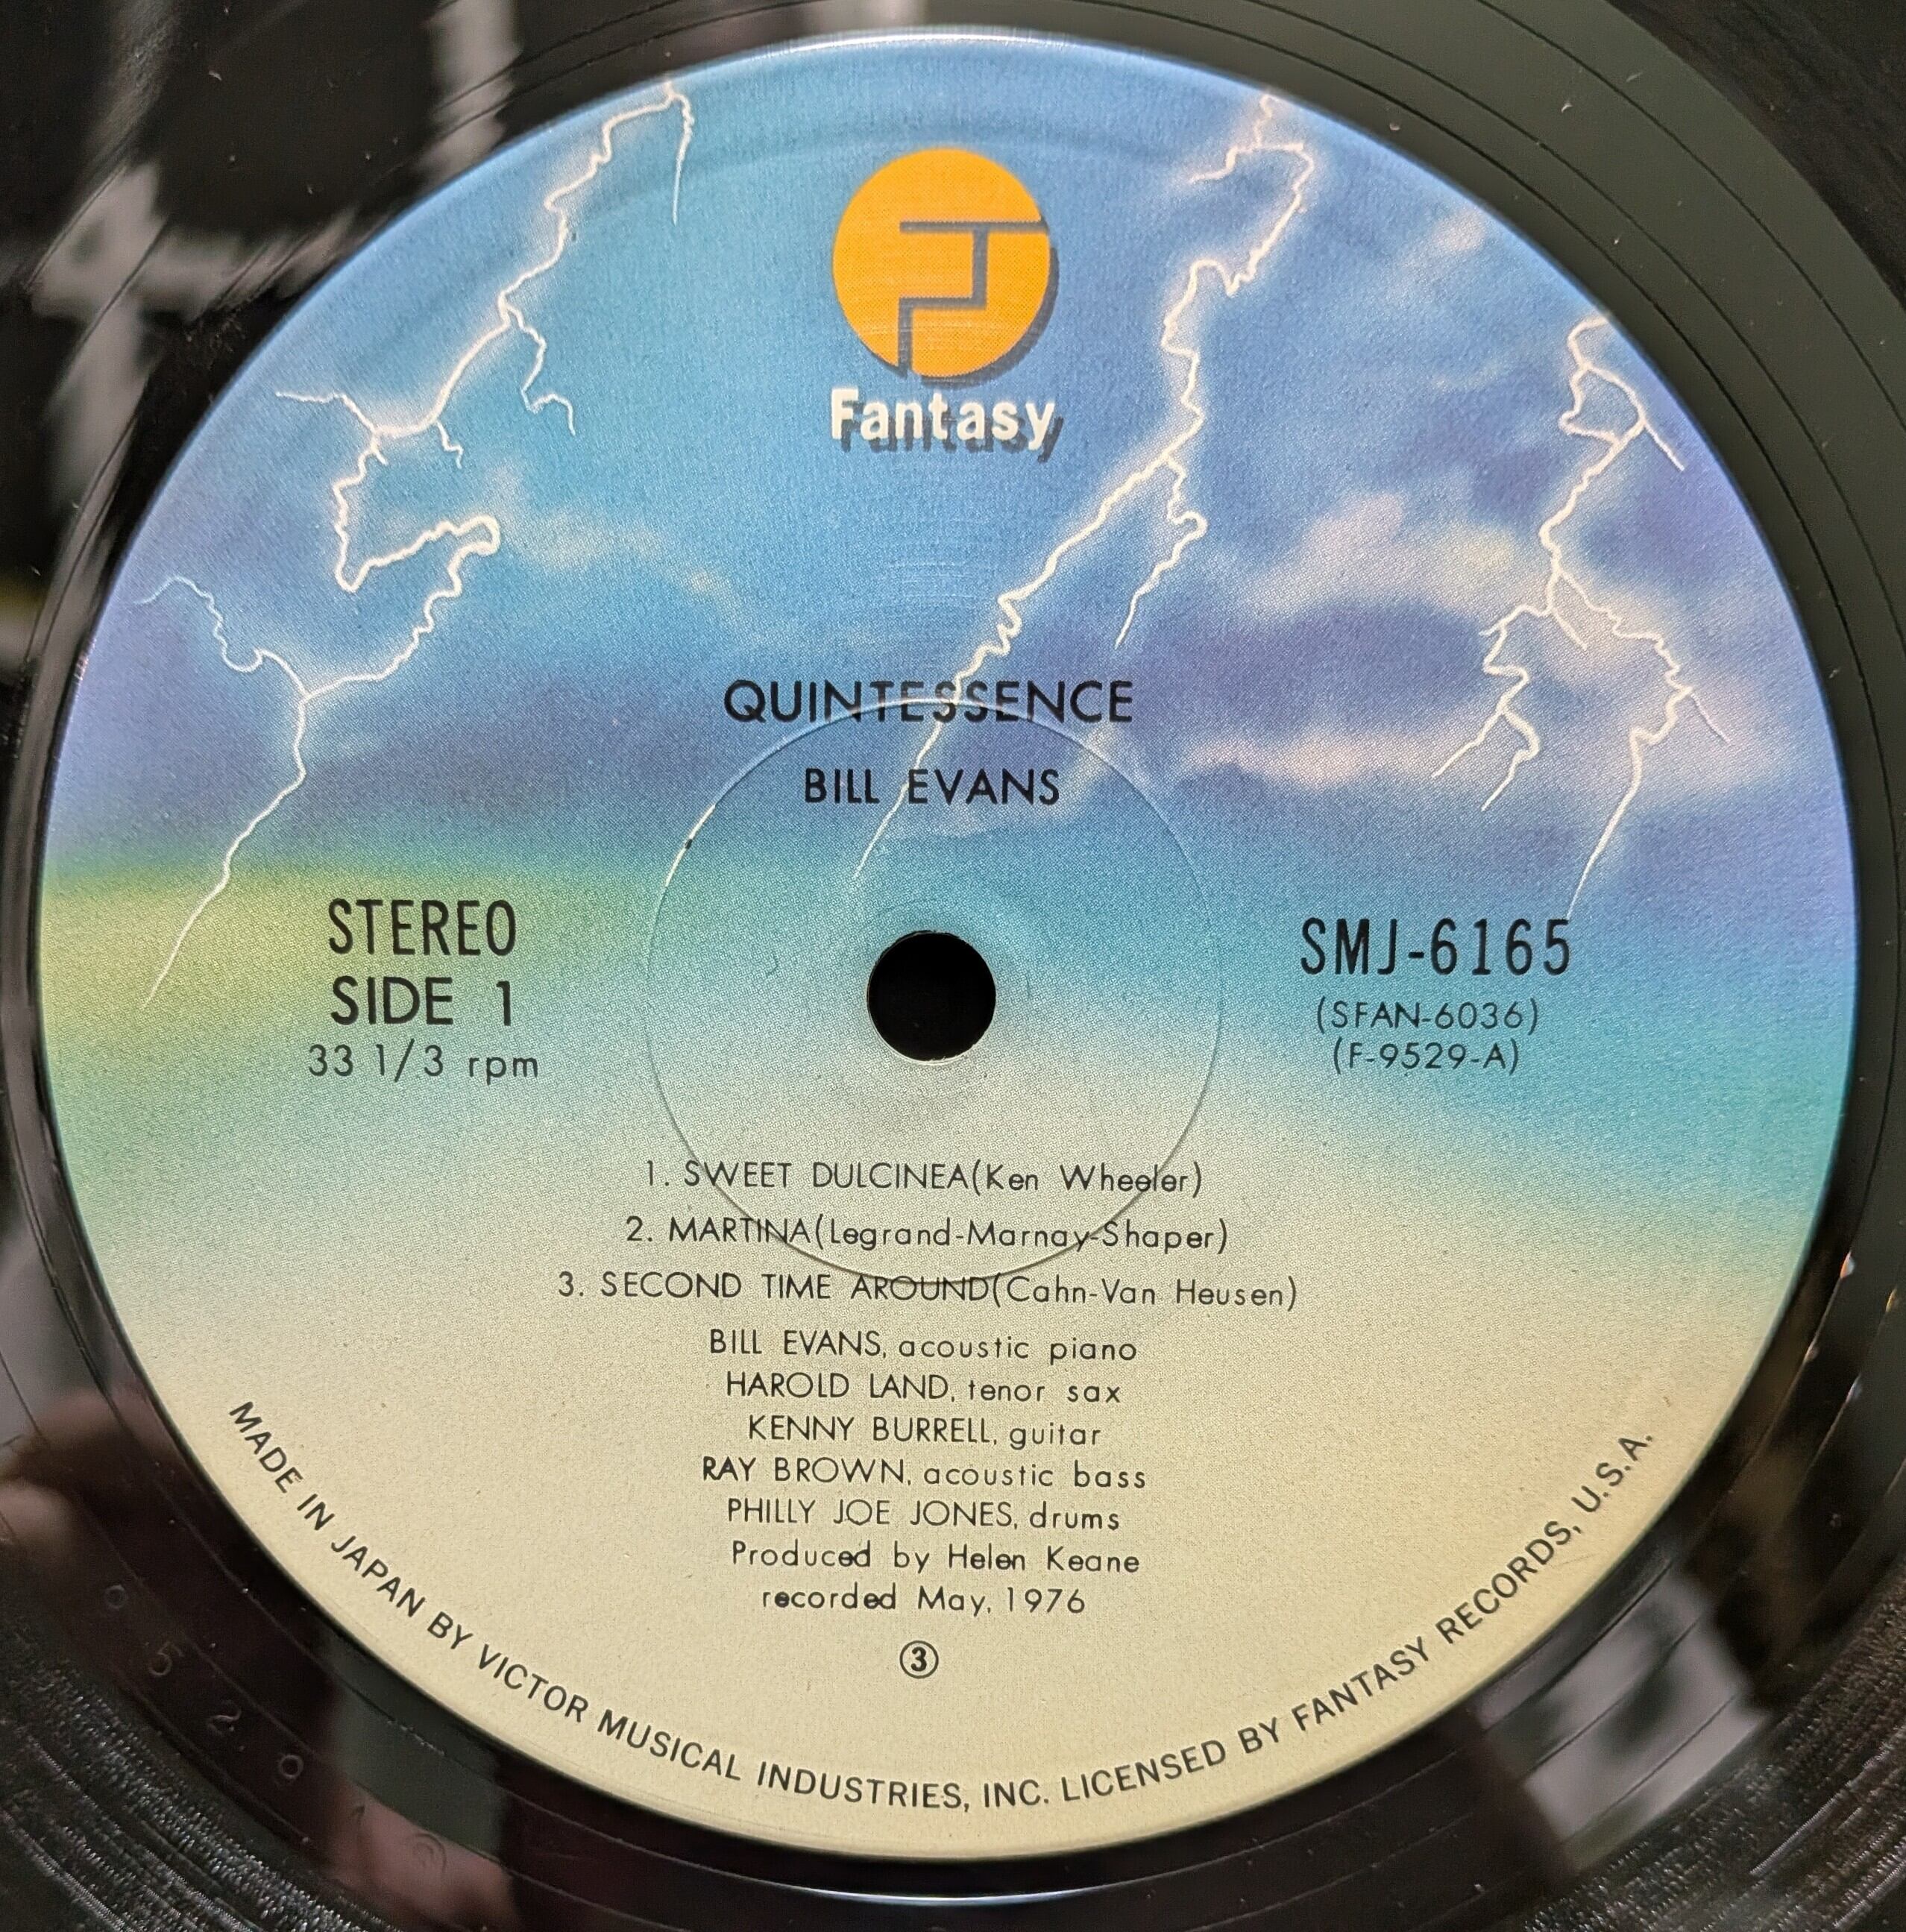 Fantasy
QUINTESSENCE
BILL EVANS
STEREO
SIDE 1
33 1/3 rpm
SMJ-6165
(SFAN-6036)
(F-9529-A)
1. SWEET DULCINEA(Ken Wheeler)
2. MARTINA(Legrand-Marnay-Shaper)
3. SECOND TIME AROUND(Cahn-Van Heusen)
BILL EVANS, acoustic piano
HAROLD LAND, tenor sax
KENNY BURRELL, guitar
RAY BROWN, acoustic bass
PHILLY JOE JONES, drums
Produced by Helen Keane
recorded May, 1976
③
MADE IN JAPAN BY VICTOR MUSICAL INDUSTRIES, INC. LICENSED BY FANTASY RECORDS, U.S.A.